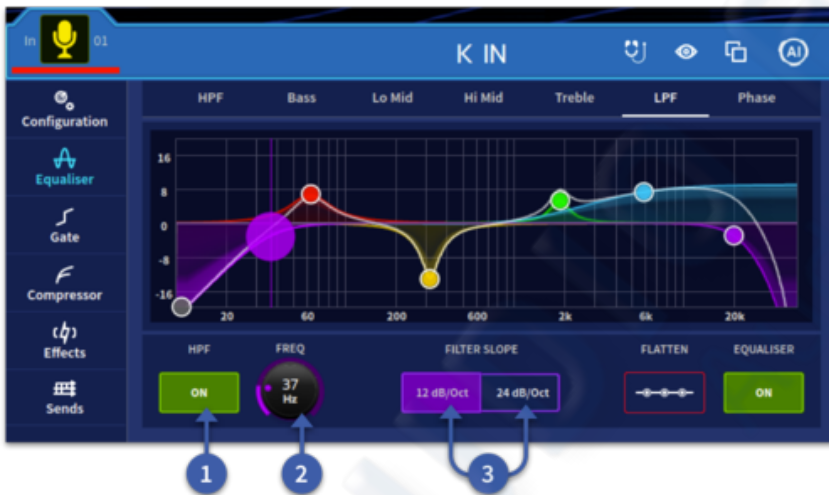 In 01 K IN AI
HPF Bass Lo Mid Hi Mid Treble LPF Phase
Configuration
Equaliser
Gate
Compressor
Effects
Sends
16
8
0
-8
-16
20 60 200 600 2k 6k 20k
HPF FREQ FILTER SLOPE FLATTEN EQUALISER
ON 37 Hz 12 dB/Oct 24 dB/Oct ON
1 2 3